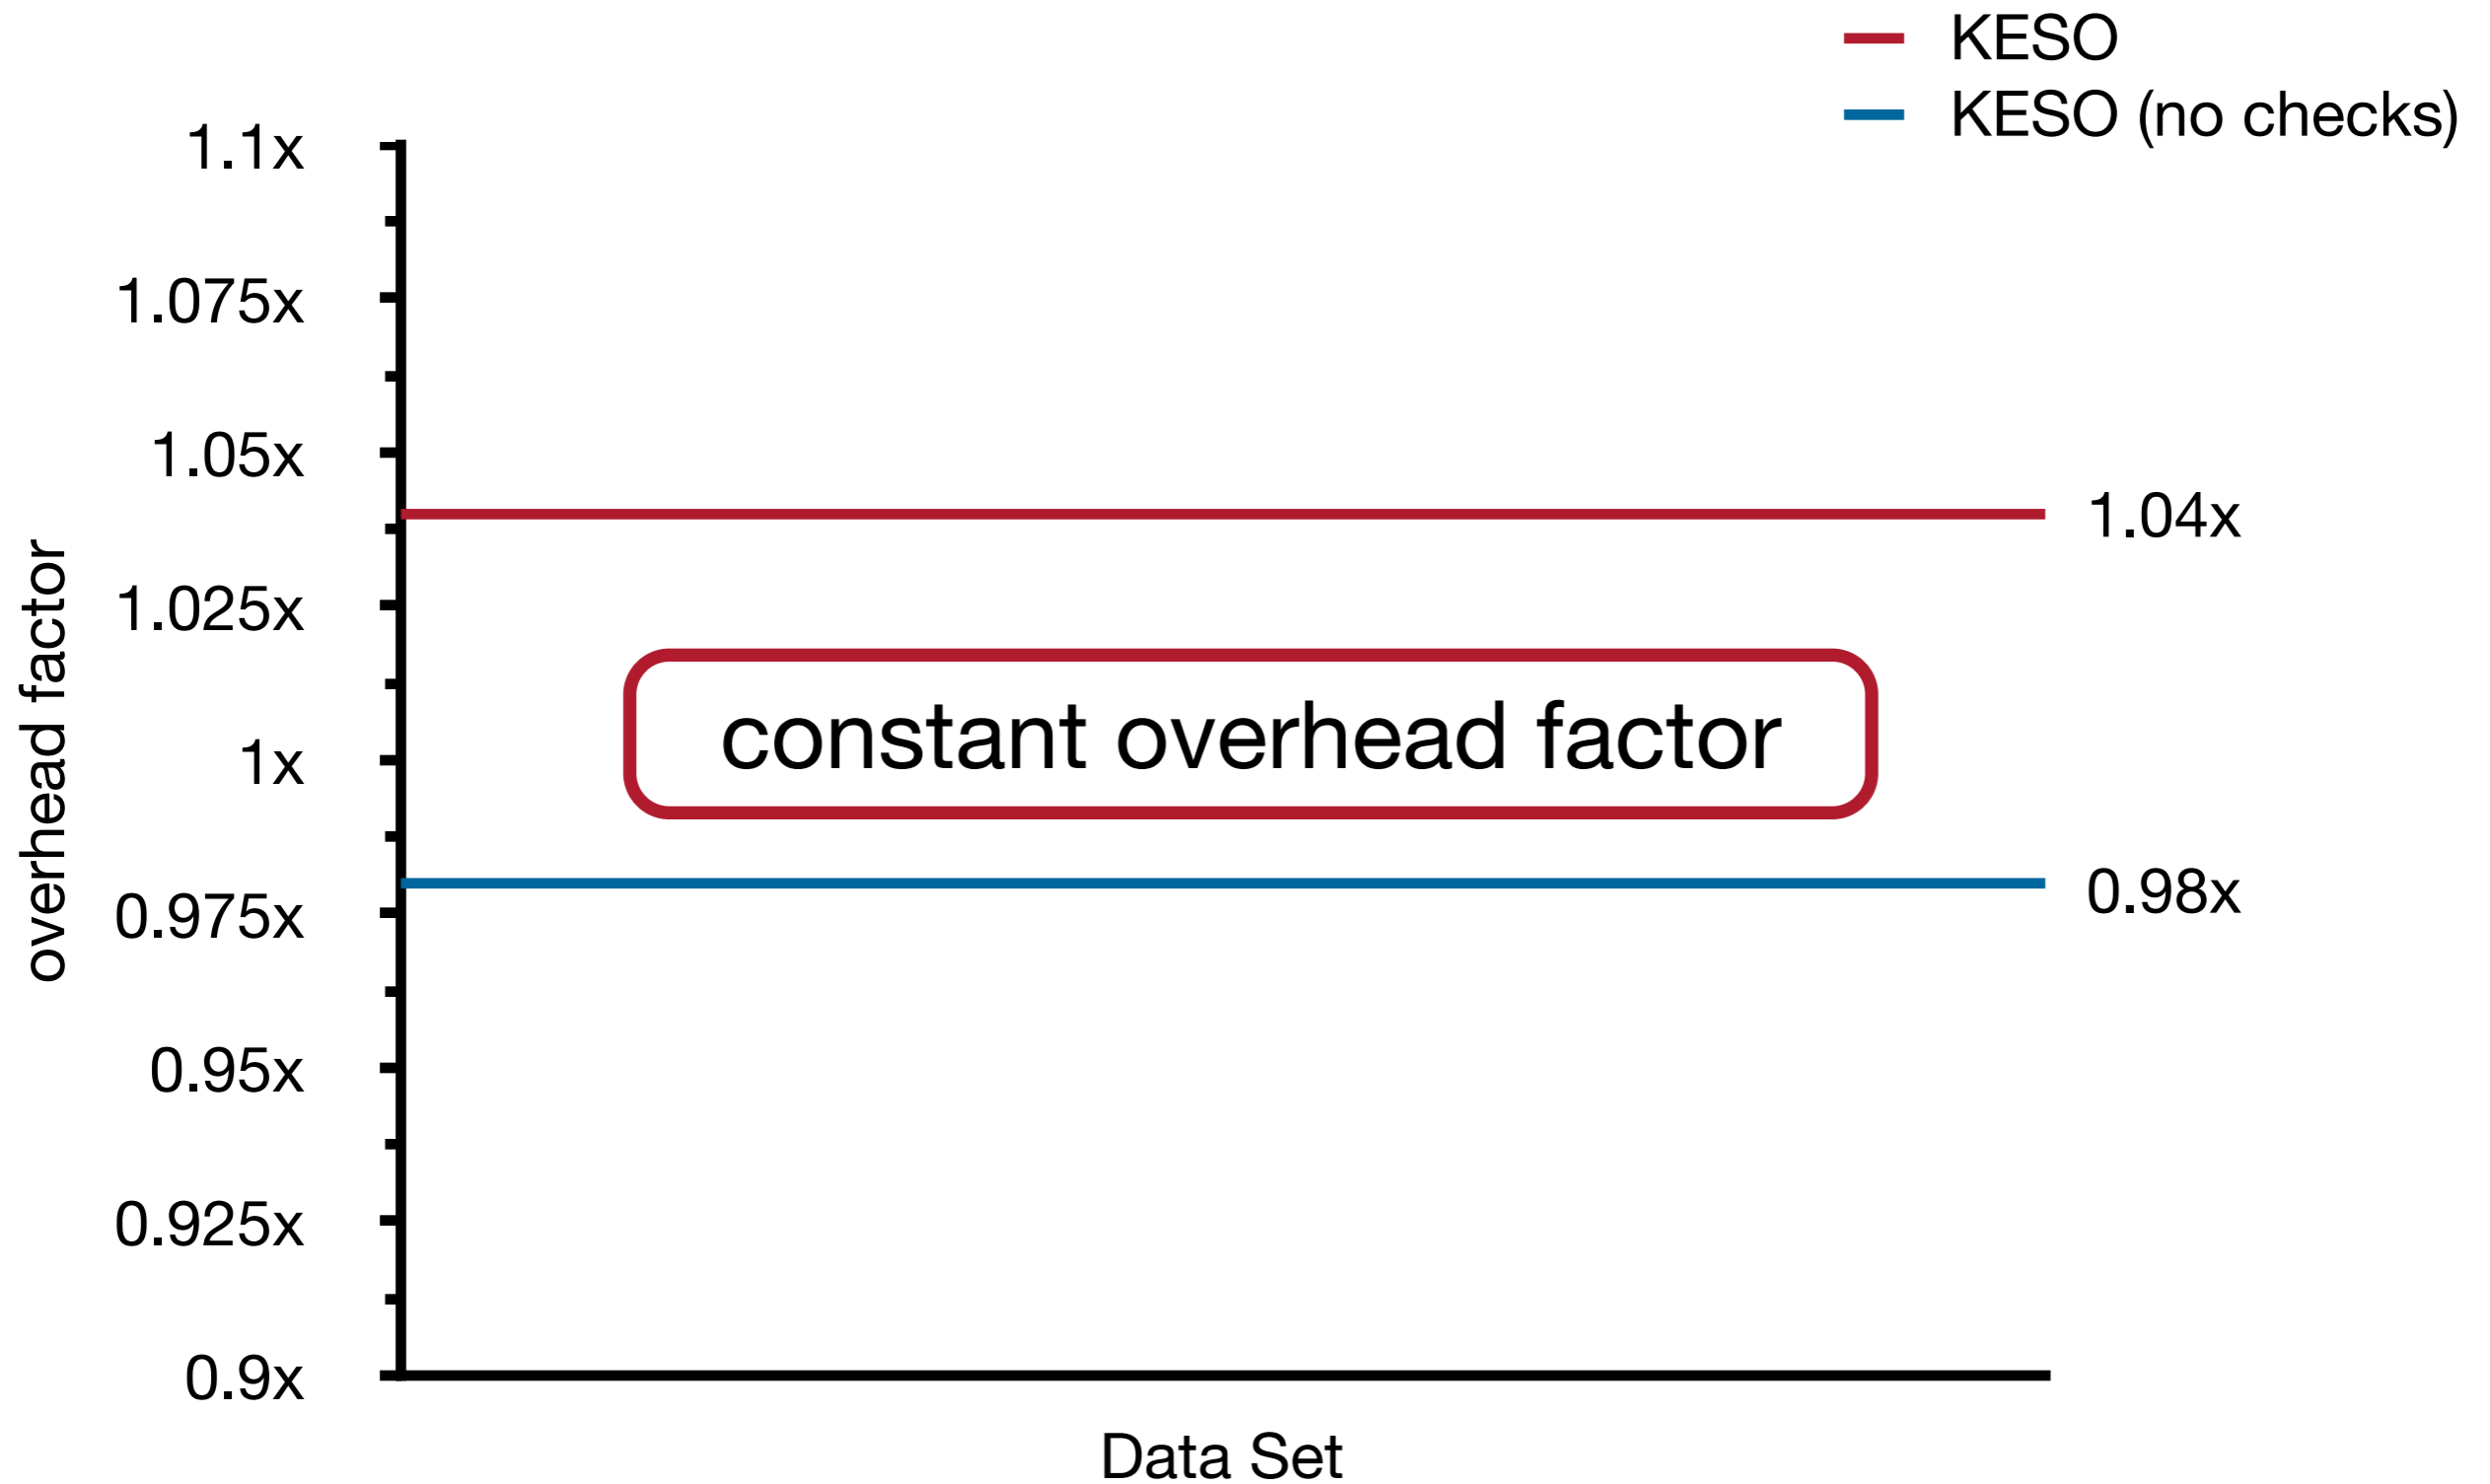 KESO
KESO (no checks)
1.1x
1.075x
1.05x
1.04x
1.025x
constant overhead factor
1x
0.98x
0.975x
0.95x
0.925x
0.9x
overhead factor
Data Set